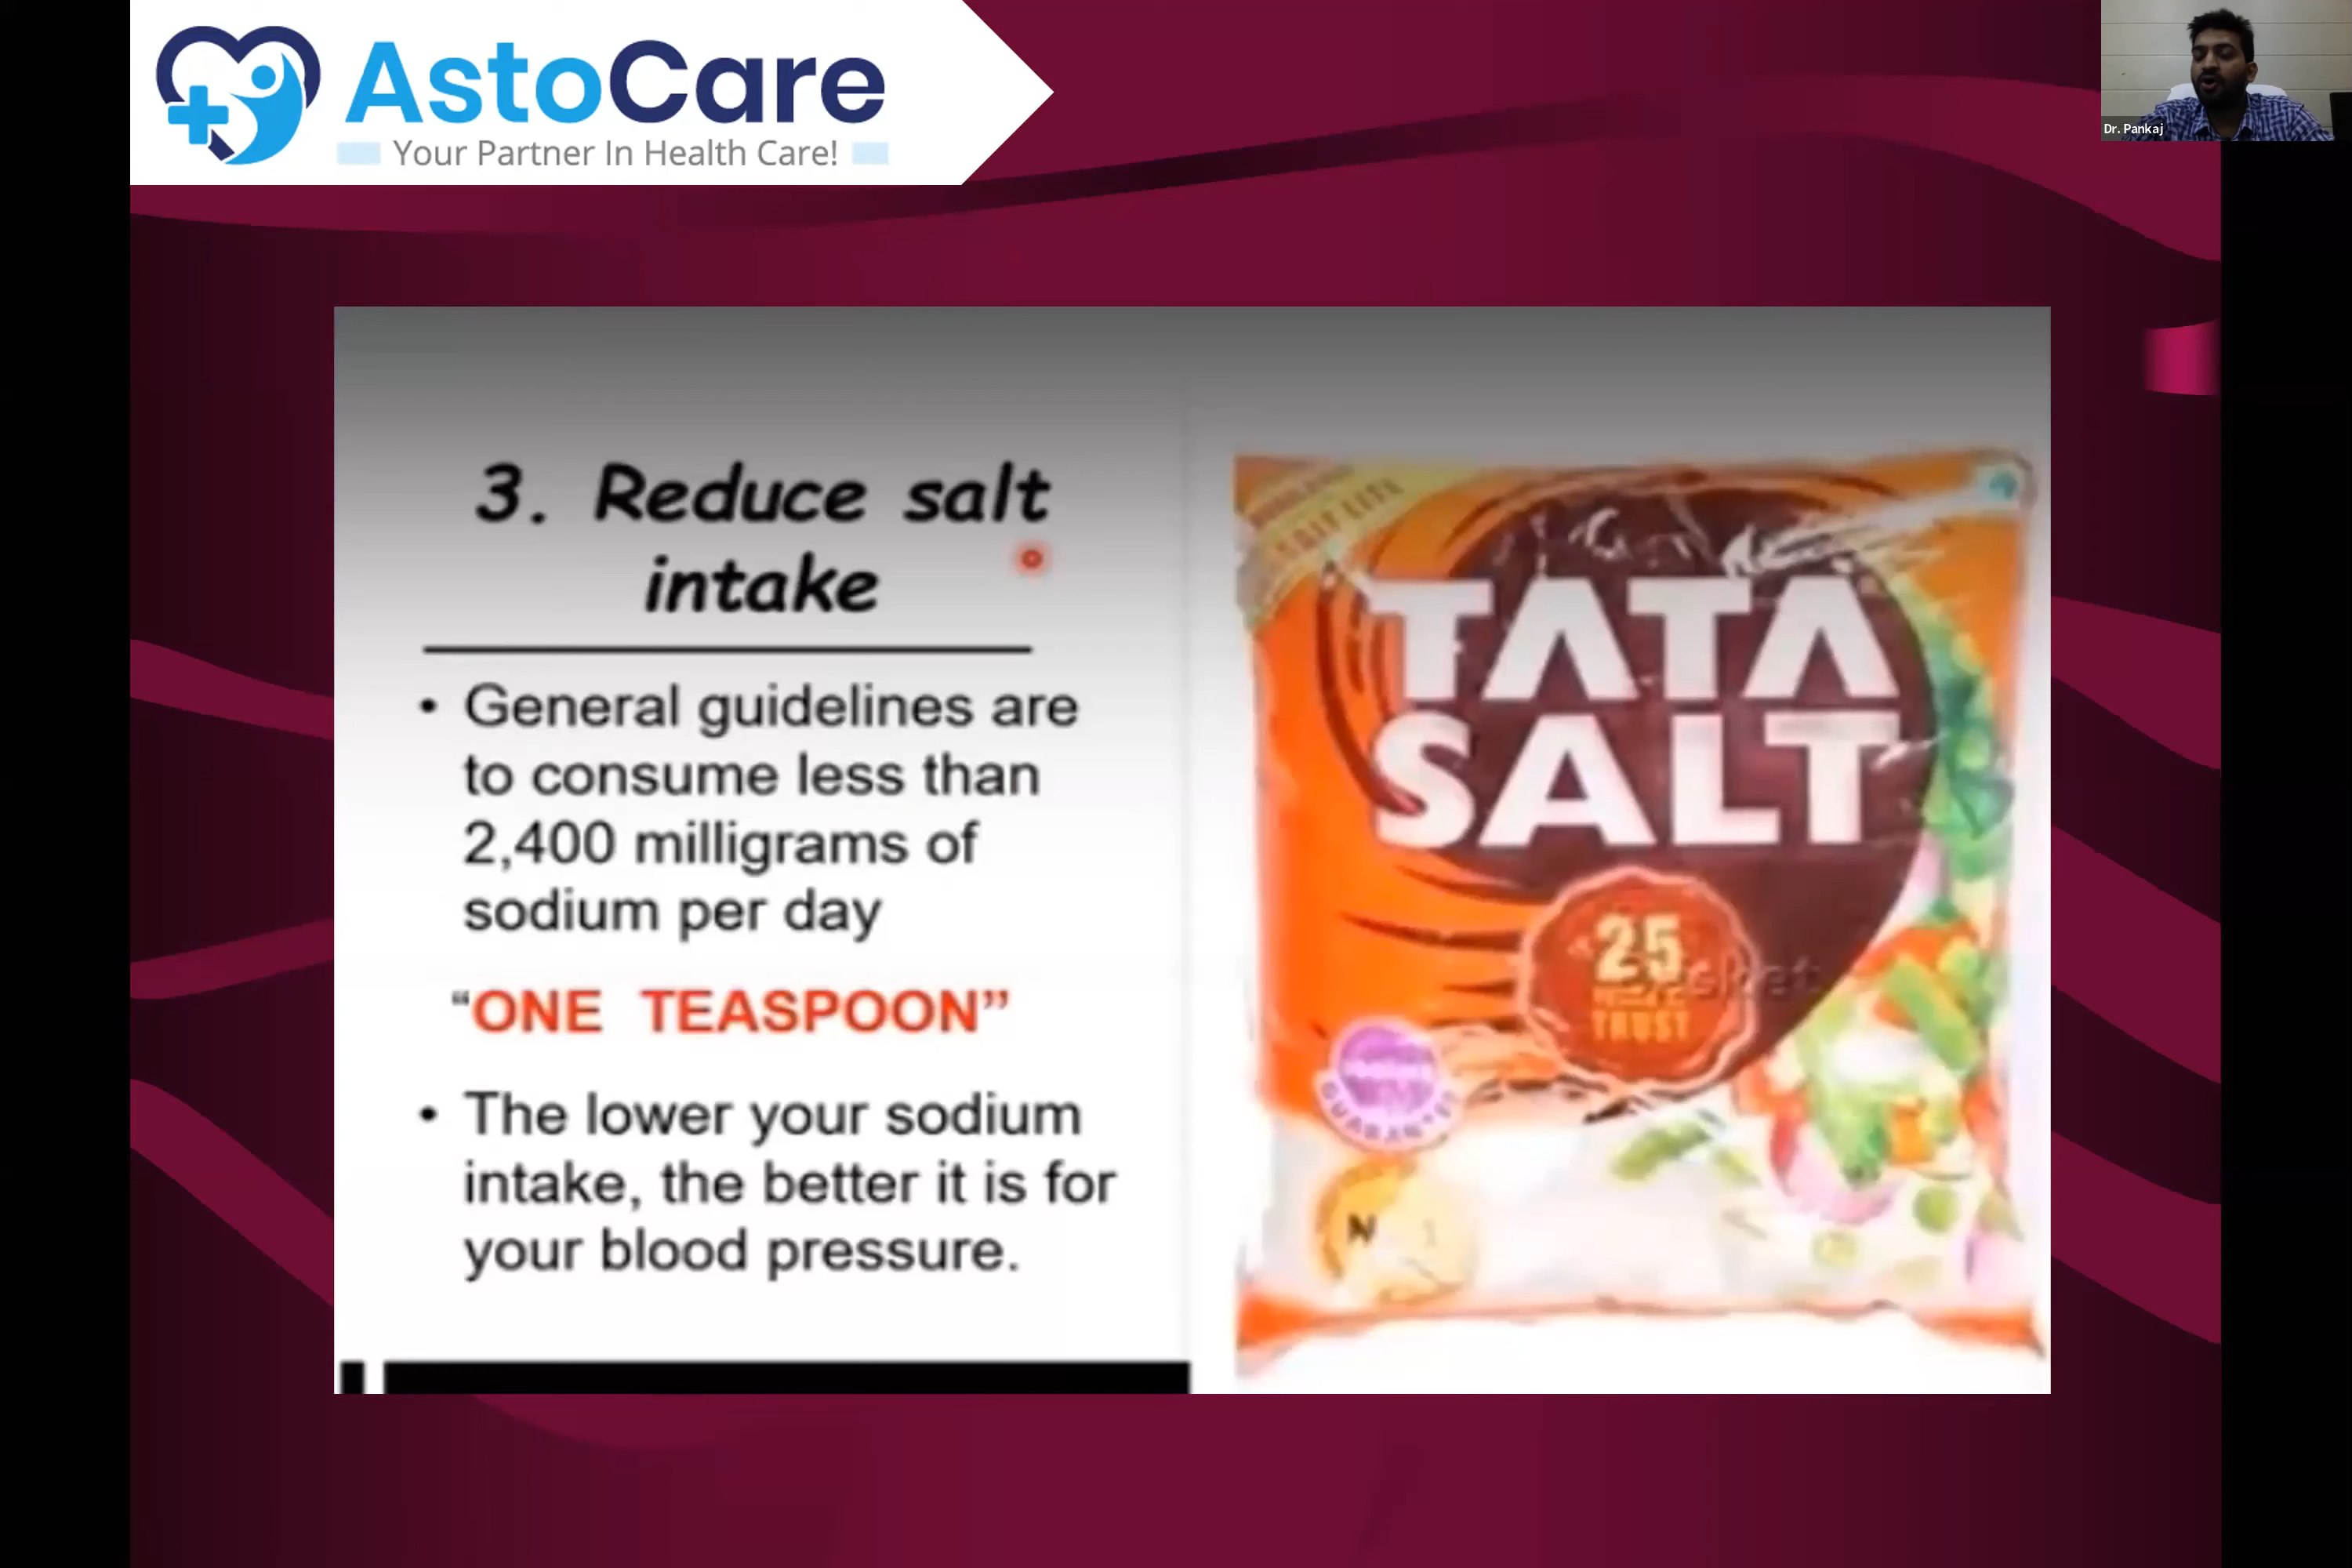 AstoCare
Your Partner In Health Care!
Dr. Pankaj
3. Reduce salt
intake
• General guidelines are
to consume less than
2,400 milligrams of
sodium per day
“ONE TEASPOON”
• The lower your sodium
intake, the better it is for
your blood pressure.
TATA
SALT
25
TRUST